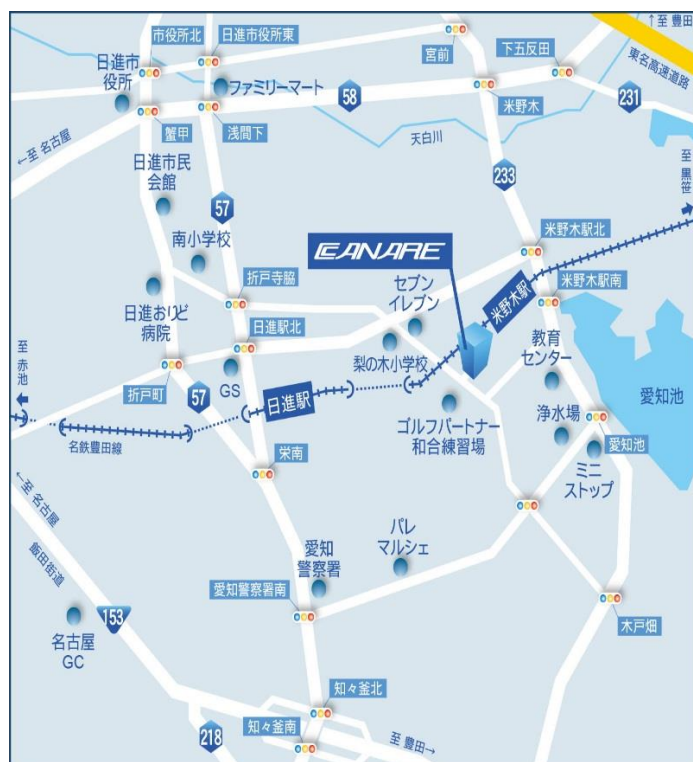 市役所北
日進市役所東
宮前
下五反田
↑至 豊田
東名高速道路
日進市
役所
ファミリーマート
58
米野木
231
←至 名古屋
蟹甲
浅間下
天白川
日進市民
会館
57
233
至 黒笹
南小学校
CANARE
米野木駅北
折戸寺脇
セブン
イレブン
米野木駅
米野木駅南
日進おりど
病院
日進駅北
梨の木小学校
教育
センター
至 赤池
折戸町
57
GS
日進駅
ゴルフパートナー
和合練習場
浄水場
愛知池
愛知池
名鉄豊田線
栄南
ミニ
ストップ
←至 名古屋
飯田街道
愛知
警察署
パレ
マルシェ
愛知警察署南
153
名古屋
GC
木戸畑
知々釜北
知々釜南
218
至 豊田→